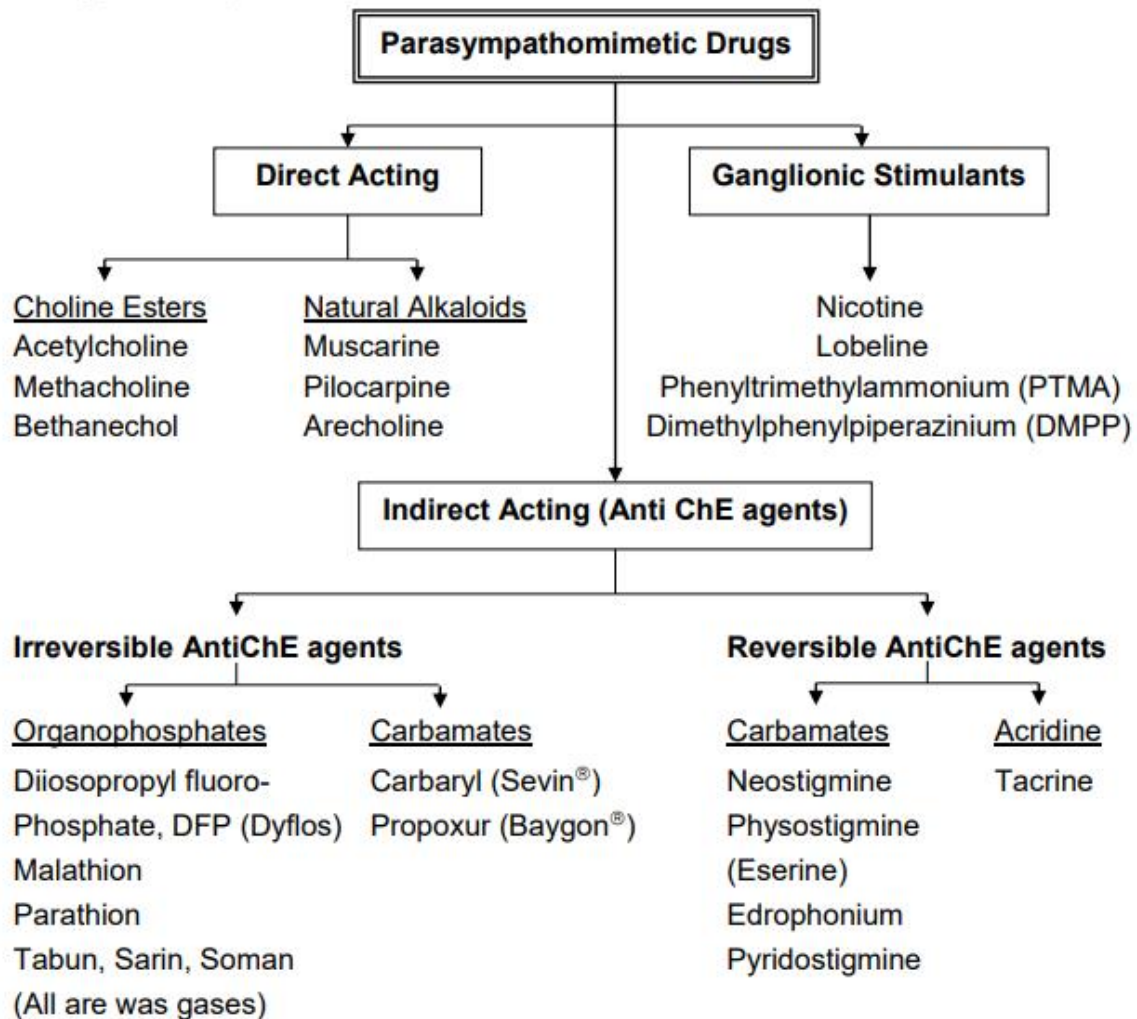 Parasympathomimetic Drugs
Direct Acting
Ganglionic Stimulants
Choline Esters
Acetylcholine
Methacholine
Bethanechol
Natural Alkaloids
Muscarine
Pilocarpine
Arecholine
Nicotine
Lobeline
Phenyltrimethylammonium (PTMA)
Dimethylphenylpiperazinium (DMPP)
Indirect Acting (Anti ChE agents)
Irreversible AntiChE agents
Organophosphates
Diiosopropyl fluoro-
Phosphate, DFP (Dyflos)
Malathion
Parathion
Tabun, Sarin, Soman
(All are was gases)
Carbamates
Carbaryl (Sevin®)
Propoxur (Baygon®)
Reversible AntiChE agents
Carbamates
Neostigmine
Physostigmine
(Eserine)
Edrophonium
Pyridostigmine
Acridine
Tacrine